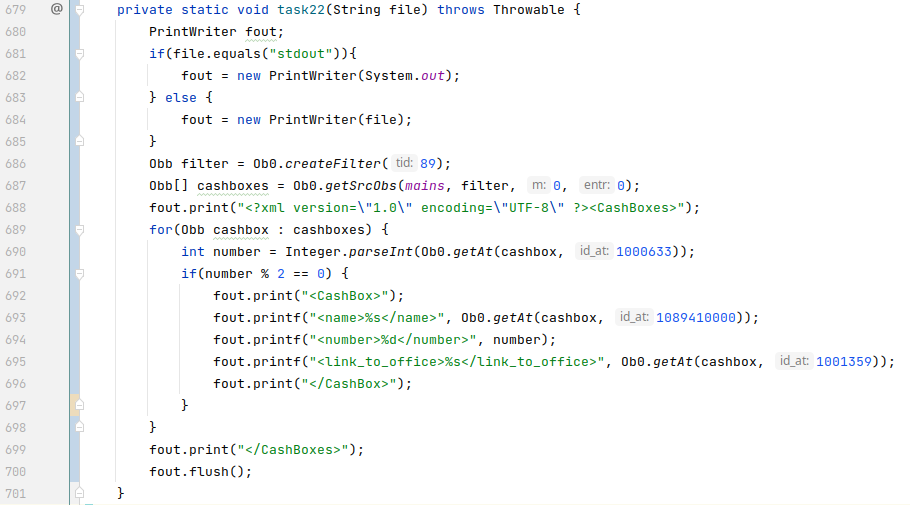 679 @ private static void task22(String file) throws Throwable {
680 PrintWriter fout;
681 if(file.equals("stdout")){
682 fout = new PrintWriter(System.out);
683 } else {
684 fout = new PrintWriter(file);
685 }
686 Obb filter = Ob0.createFilter( tid: 89);
687 Obb[] cashboxes = Ob0.getSrcObs(mains, filter, m: 0, entr: 0);
688 fout.print("<?xml version=\"1.0\" encoding=\"UTF-8\" ?><CashBoxes>");
689 for(Obb cashbox : cashboxes) {
690 int number = Integer.parseInt(Ob0.getAt(cashbox, id_at: 1000633));
691 if(number % 2 == 0) {
692 fout.print("<CashBox>");
693 fout.printf("<name>%s</name>", Ob0.getAt(cashbox, id_at: 1089410000));
694 fout.printf("<number>%d</number>", number);
695 fout.printf("<link_to_office>%s</link_to_office>", Ob0.getAt(cashbox, id_at: 1001359));
696 fout.print("</CashBox>");
697 }
698 }
699 fout.print("</CashBoxes>");
700 fout.flush();
701 }